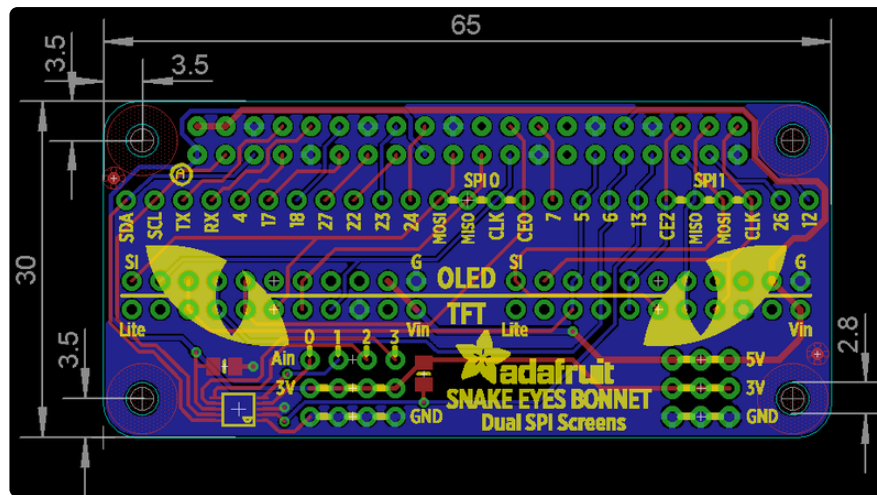 65
3.5
3.5
A
SPI 0
SPI 1
SDA SCL TX RX 4 17 18 27 22 23 24 MOSI MISO CLK CE0 7 5 6 13 CE2 MISO MOSI CLK 26 12
30
SI G SI G
OLED
TFT
Lite Vin Lite Vin
0 1 2 3
Ain 5V
adafruit
3V 3V
SNAKE EYES BONNET
GND GND
Dual SPI Screens
3.5
2.8